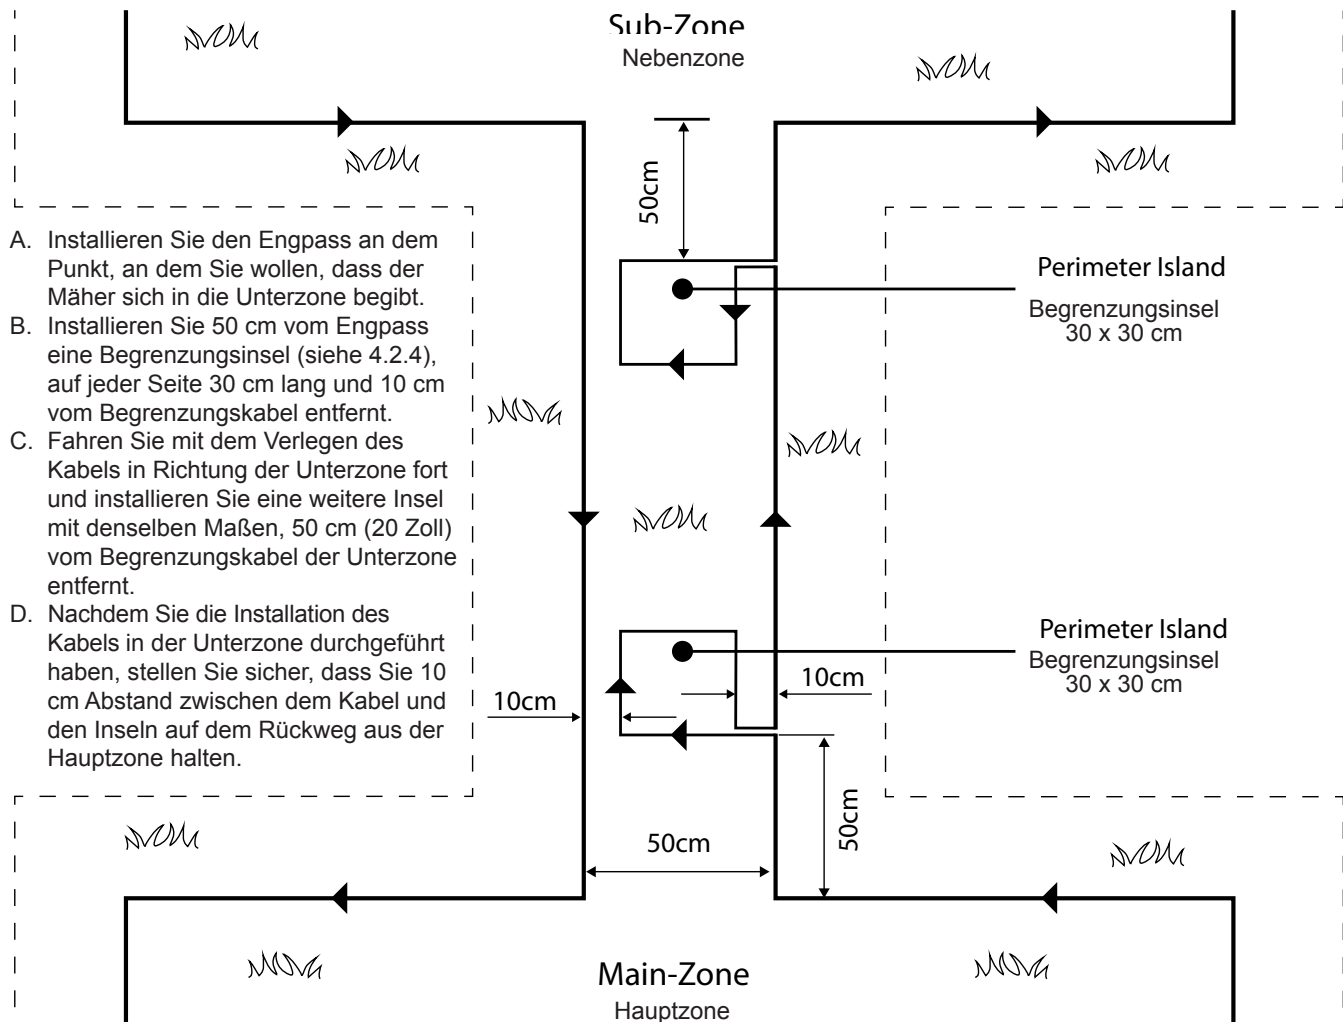 Sub-Zone
Nebenzone
50cm
A. Installieren Sie den Engpass an dem
Punkt, an dem Sie wollen, dass der
Mäher sich in die Unterzone begibt.
B. Installieren Sie 50 cm vom Engpass
eine Begrenzungsinsel (siehe 4.2.4),
auf jeder Seite 30 cm lang und 10 cm
vom Begrenzungskabel entfernt.
C. Fahren Sie mit dem Verlegen des
Kabels in Richtung der Unterzone fort
und installieren Sie eine weitere Insel
mit denselben Maßen, 50 cm (20 Zoll)
vom Begrenzungskabel der Unterzone
entfernt.
D. Nachdem Sie die Installation des
Kabels in der Unterzone durchgeführt
haben, stellen Sie sicher, dass Sie 10
cm Abstand zwischen dem Kabel und
den Inseln auf dem Rückweg aus der
Hauptzone halten.
Perimeter Island
Begrenzungsinsel
30 x 30 cm
Perimeter Island
Begrenzungsinsel
30 x 30 cm
10cm
10cm
50cm
50cm
Main-Zone
Hauptzone